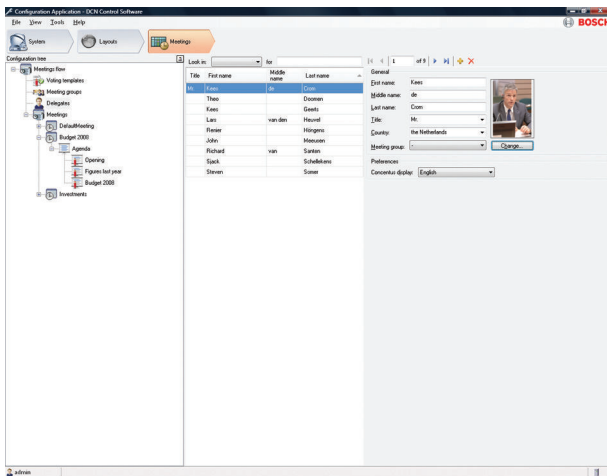 Configuration Application - DCN Control Software
File View Tools Help
BOSCH
System Layouts Meetings
Configuration tree
Meetings flow
Voting templates
Meeting groups
Delegates
Meetings
DefaultMeeting
Budget 2008
Agenda
Opening
Figures last year
Budget 2008
Investments
Look in: for
Title First name Middle name Last name
Mr. Kees de Crom
Theo Doomen
Kees Geerts
Lars van den Heuvel
Renier Höngens
John Meeuwen
Richard van Santen
Sjack Schellekens
Steven Somer
1 of 9
General
First name: Kees
Middle name: de
Last name: Crom
Title: Mr.
Country: the Netherlands
Meeting group: -
Change...
Preferences
Concentus display: English
admin